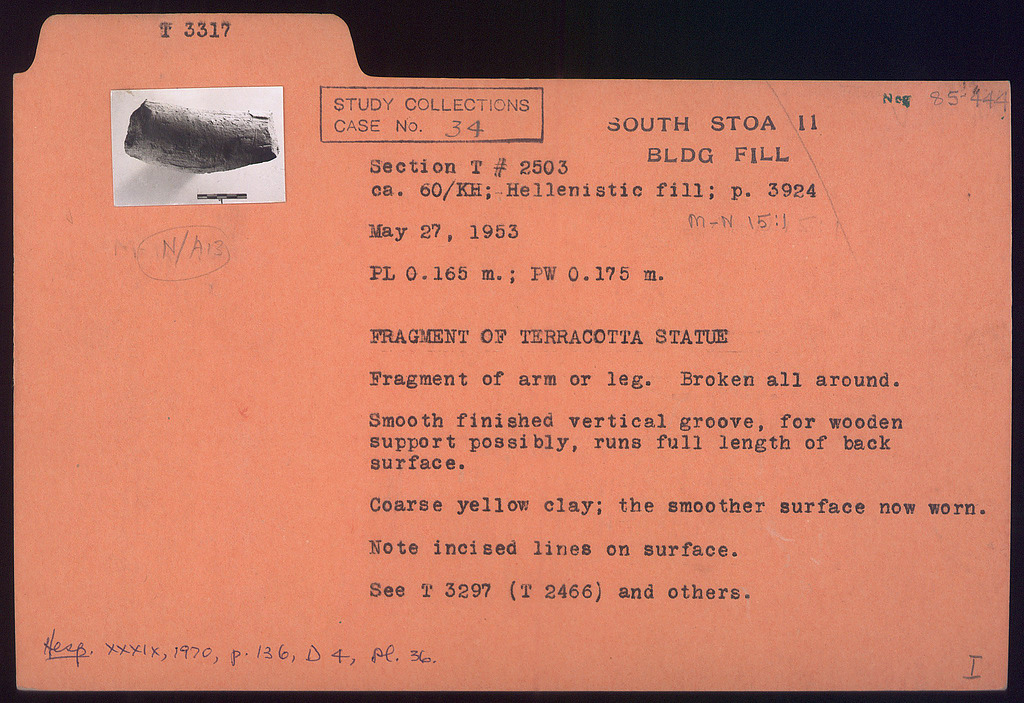 T 3317
STUDY COLLECTIONS
CASE No. 34
SOUTH STOA II
BLDG FILL
Neg 85-444
Section T # 2503
ca. 60/KH; Hellenistic fill; p. 3924
M-N 15:1
May 27, 1953
N/A13
PL 0.165 m.; PW 0.175 m.
FRAGMENT OF TERRACOTTA STATUE
Fragment of arm or leg. Broken all around.
Smooth finished vertical groove, for wooden
support possibly, runs full length of back
surface.
Coarse yellow clay; the smoother surface now worn.
Note incised lines on surface.
See T 3297 (T 2466) and others.
Hesp. XXXIX, 1970, p. 136, D 4, pl. 36.
I